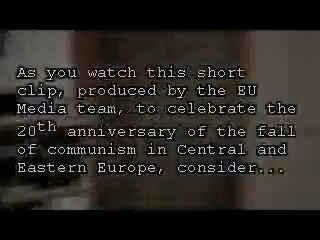 As you watch this short
clip, produced by the EU
Media team, to celebrate the
20th anniversary of the fall
of communism in Central and
Eastern Europe, consider...